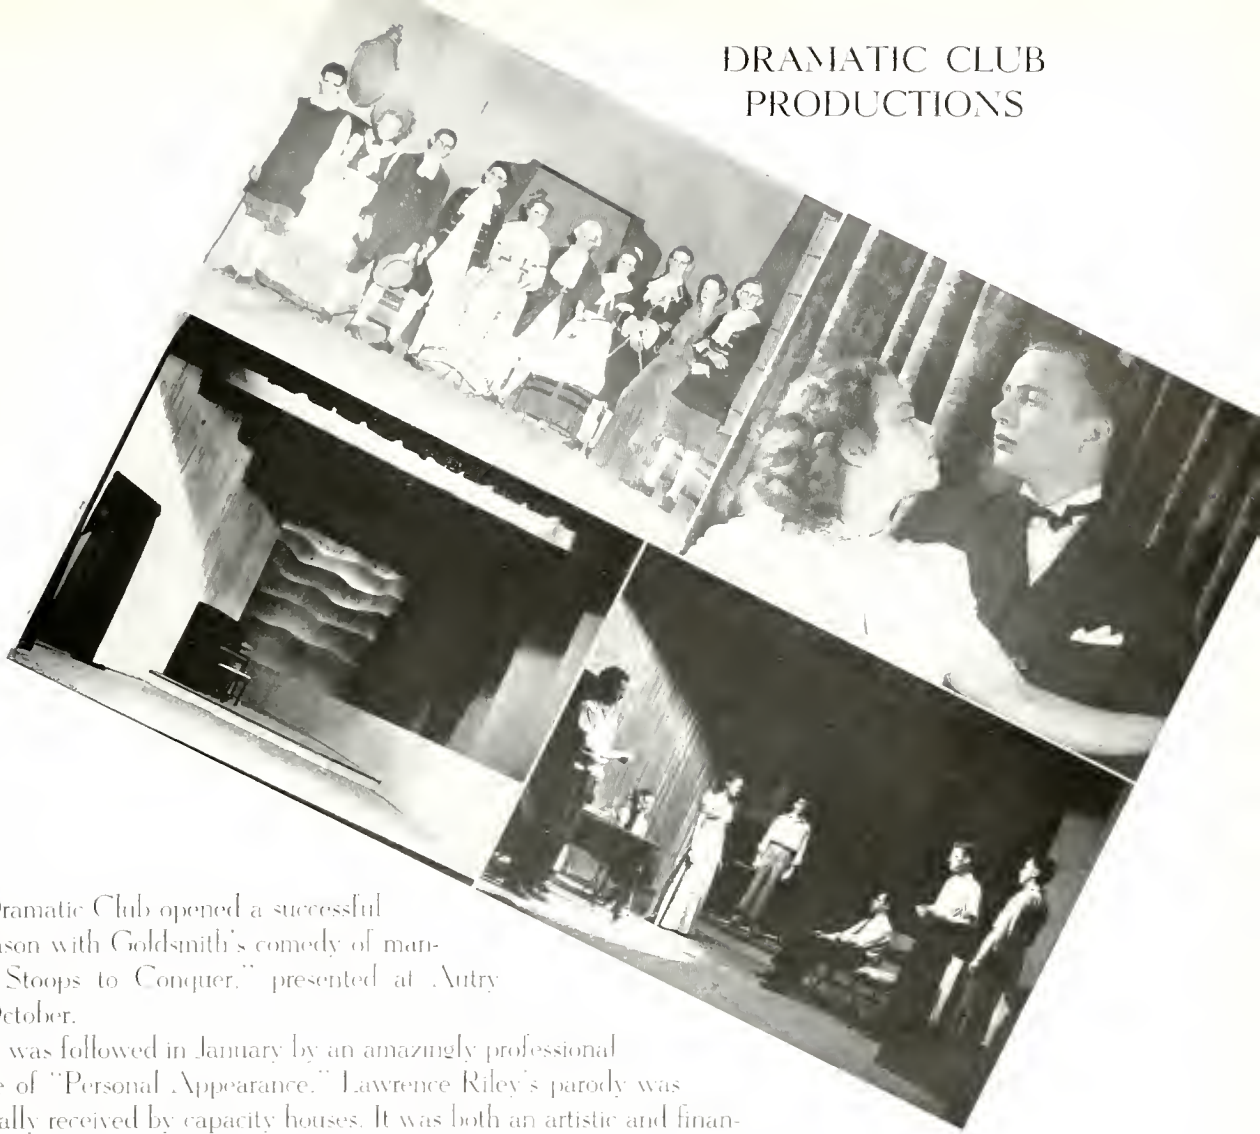 DRAMATIC CLUB
PRODUCTIONS
ramatic Club opened a successful
son with Goldsmith's comedy of man-
Stoops to Conquer," presented at Autry
ctober.
was followed in January by an amazingly professional
e of "Personal Appearance." Lawrence Riley's parody was
ally received by capacity houses. It was both an artistic and finan-